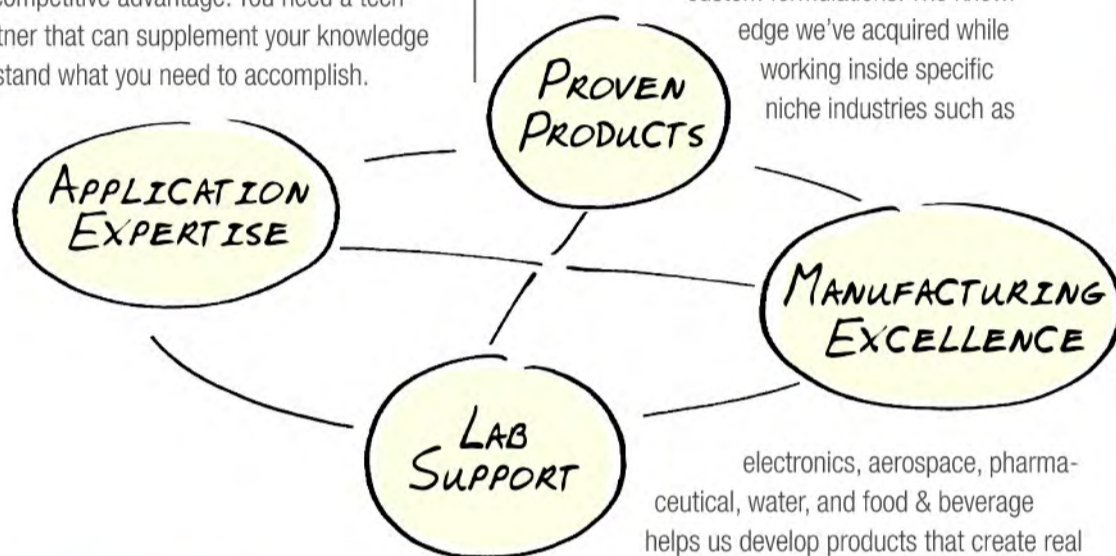 competitive advantage. You need a tech-
tner that can supplement your knowledge
stand what you need to accomplish.
edge we've acquired while
working inside specific
niche industries such as
PROVEN
PRODUCTS
APPLICATION
EXPERTISE
MANUFACTURING
EXCELLENCE
LAB
SUPPORT
electronics, aerospace, pharma-
ceutical, water, and food & beverage
helps us develop products that create real